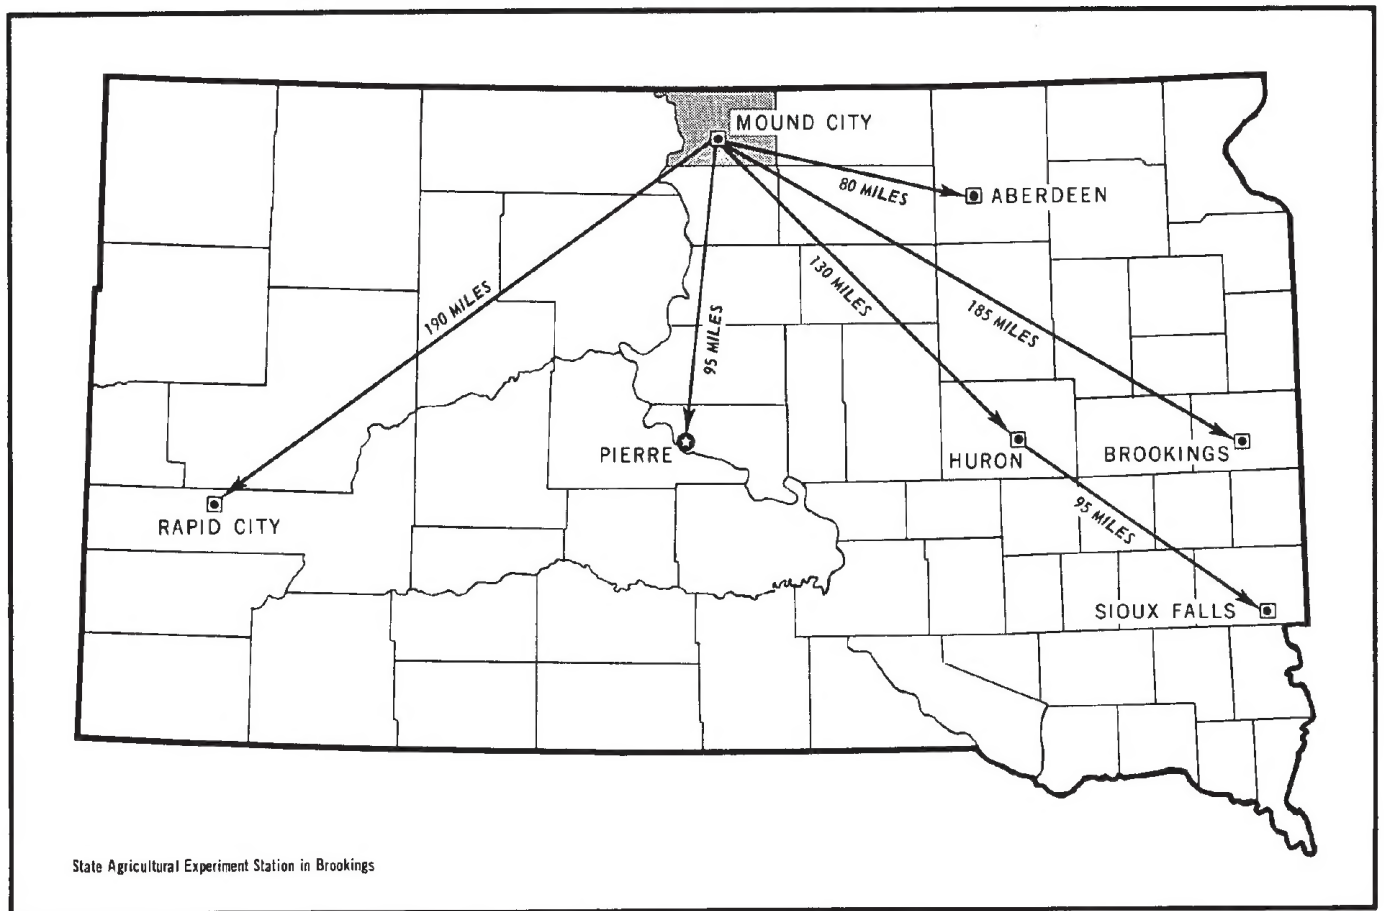 MOUND CITY
80 MILES
ABERDEEN
190 MILES
95 MILES
130 MILES
185 MILES
PIERRE
HURON
BROOKINGS
RAPID CITY
95 MILES
SIOUX FALLS
State Agricultural Experiment Station in Brookings